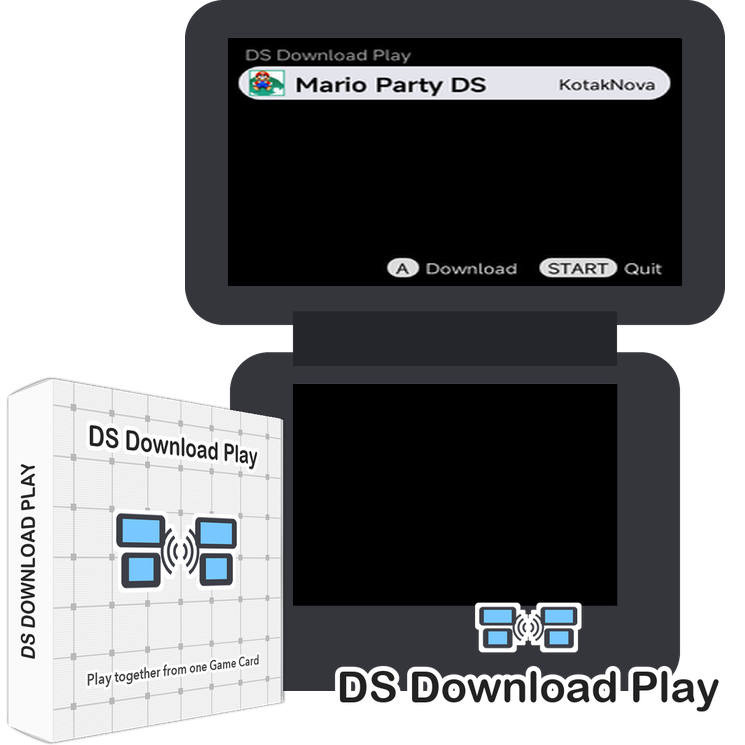 DS Download Play
Mario Party DS KotakNova
A Download START Quit
DS Download Play
DS DOWNLOAD PLAY
Play together from one Game Card
DS Download Play